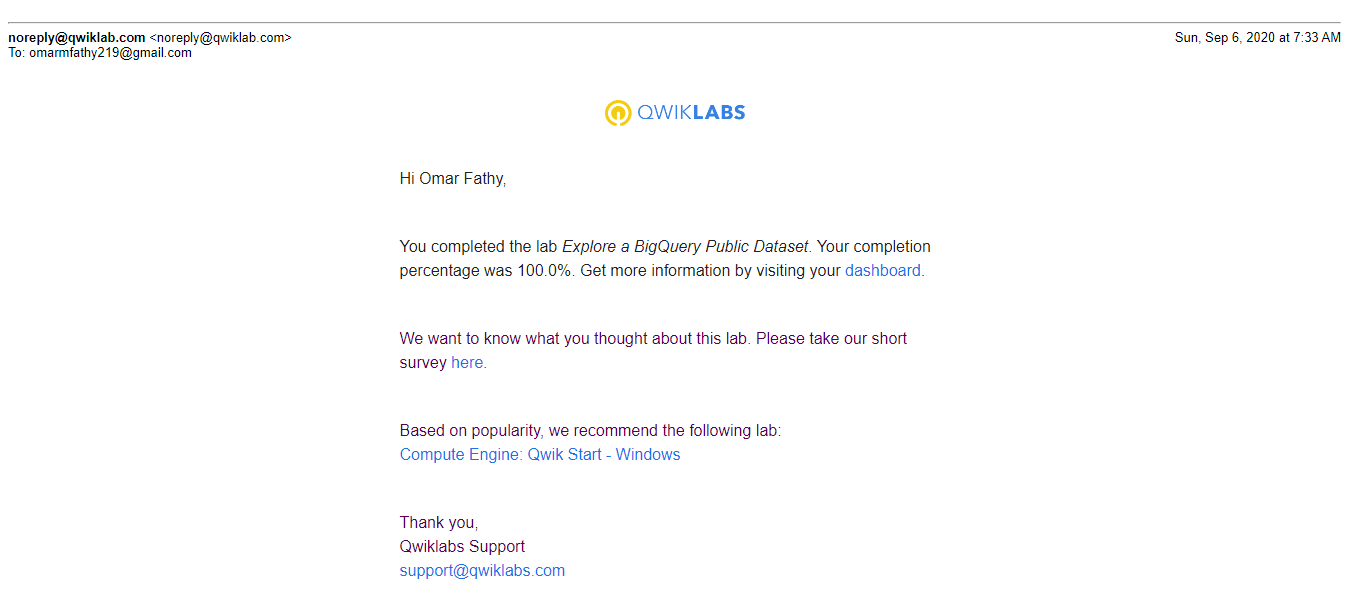 noreply@qwiklab.com <noreply@qwiklab.com>
Sun, Sep 6, 2020 at 7:33 AM
To: omarmfathy219@gmail.com
QWIKLABS
Hi Omar Fathy,
You completed the lab Explore a BigQuery Public Dataset. Your completion
percentage was 100.0%. Get more information by visiting your dashboard.
We want to know what you thought about this lab. Please take our short
survey here.
Based on popularity, we recommend the following lab:
Compute Engine: Qwik Start - Windows
Thank you,
Qwiklabs Support
support@qwiklabs.com